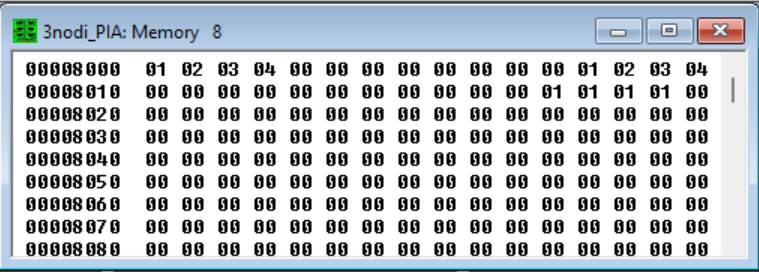 3nodi_PIA: Memory 8
00008000 01 02 03 04 00 00 00 00 00 00 00 00 01 02 03 04
00008010 00 00 00 00 00 00 00 00 00 00 00 01 01 01 01 00
00008020 00 00 00 00 00 00 00 00 00 00 00 00 00 00 00 00
00008030 00 00 00 00 00 00 00 00 00 00 00 00 00 00 00 00
00008040 00 00 00 00 00 00 00 00 00 00 00 00 00 00 00 00
00008050 00 00 00 00 00 00 00 00 00 00 00 00 00 00 00 00
00008060 00 00 00 00 00 00 00 00 00 00 00 00 00 00 00 00
00008070 00 00 00 00 00 00 00 00 00 00 00 00 00 00 00 00
00008080 00 00 00 00 00 00 00 00 00 00 00 00 00 00 00 00